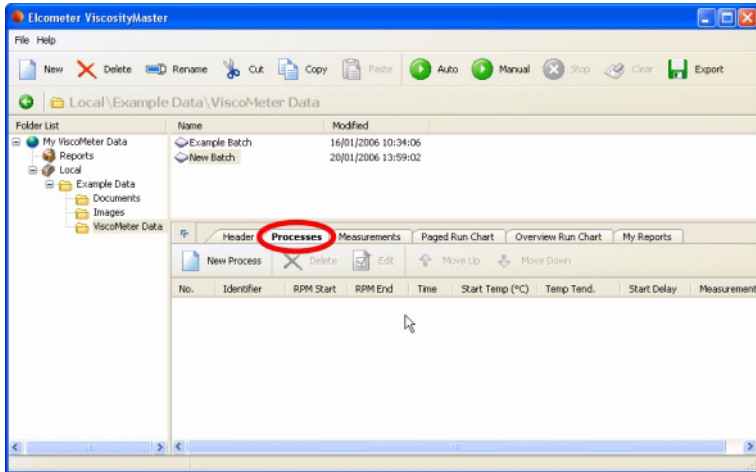 Elcometer ViscosityMaster
File Help
New Delete Rename Cut Copy Paste Auto Manual Stop Clear Export
Local\Example Data\ViscoMeter Data
Folder List
My ViscoMeter Data
Reports
Local
Example Data
Documents
Images
ViscoMeter Data
Name Modified
Example Batch 16/01/2006 10:34:06
New Batch 20/01/2006 13:59:02
Header Processes Measurements Paged Run Chart Overview Run Chart My Reports
New Process Delete Edit Move Up Move Down
No. Identifier RPM Start RPM End Time Start Temp (°C) Temp Tend. Start Delay Measurement